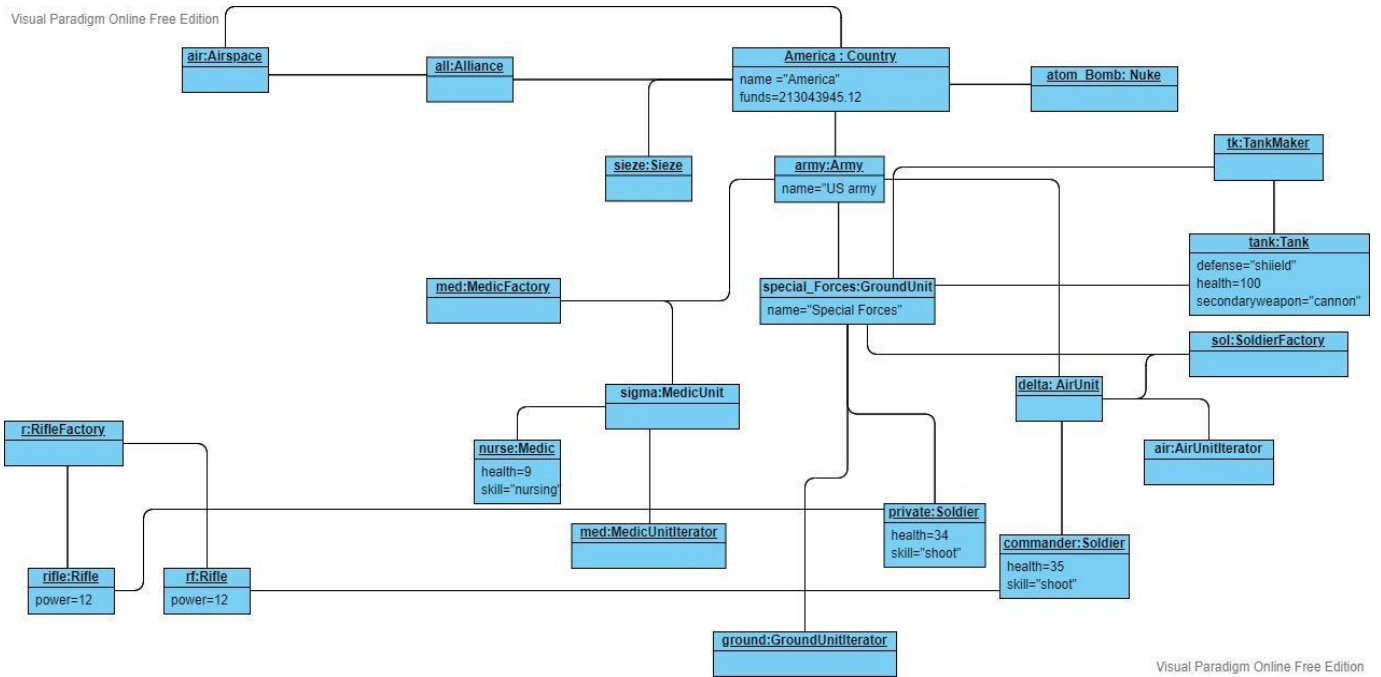 Visual Paradigm Online Free Edition
air:Airspace
all:Alliance
America : Country
name ="America"
funds=213043945.12
atom_Bomb: Nuke
tk:TankMaker
sieze:Sieze
army:Army
name="US army
tank:Tank
defense="shiield"
health=100
secondaryweapon="cannon"
med:MedicFactory
special_Forces:GroundUnit
name="Special Forces"
sol:SoldierFactory
delta: AirUnit
sigma:MedicUnit
r:RifleFactory
nurse:Medic
health=9
skill="nursing"
air:AirUnitIterator
private:Soldier
health=34
skill="shoot"
med:MedicUnitIterator
commander:Soldier
health=35
skill="shoot"
rifle:Rifle
power=12
rf:Rifle
power=12
ground:GroundUnitIterator
Visual Paradigm Online Free Edition